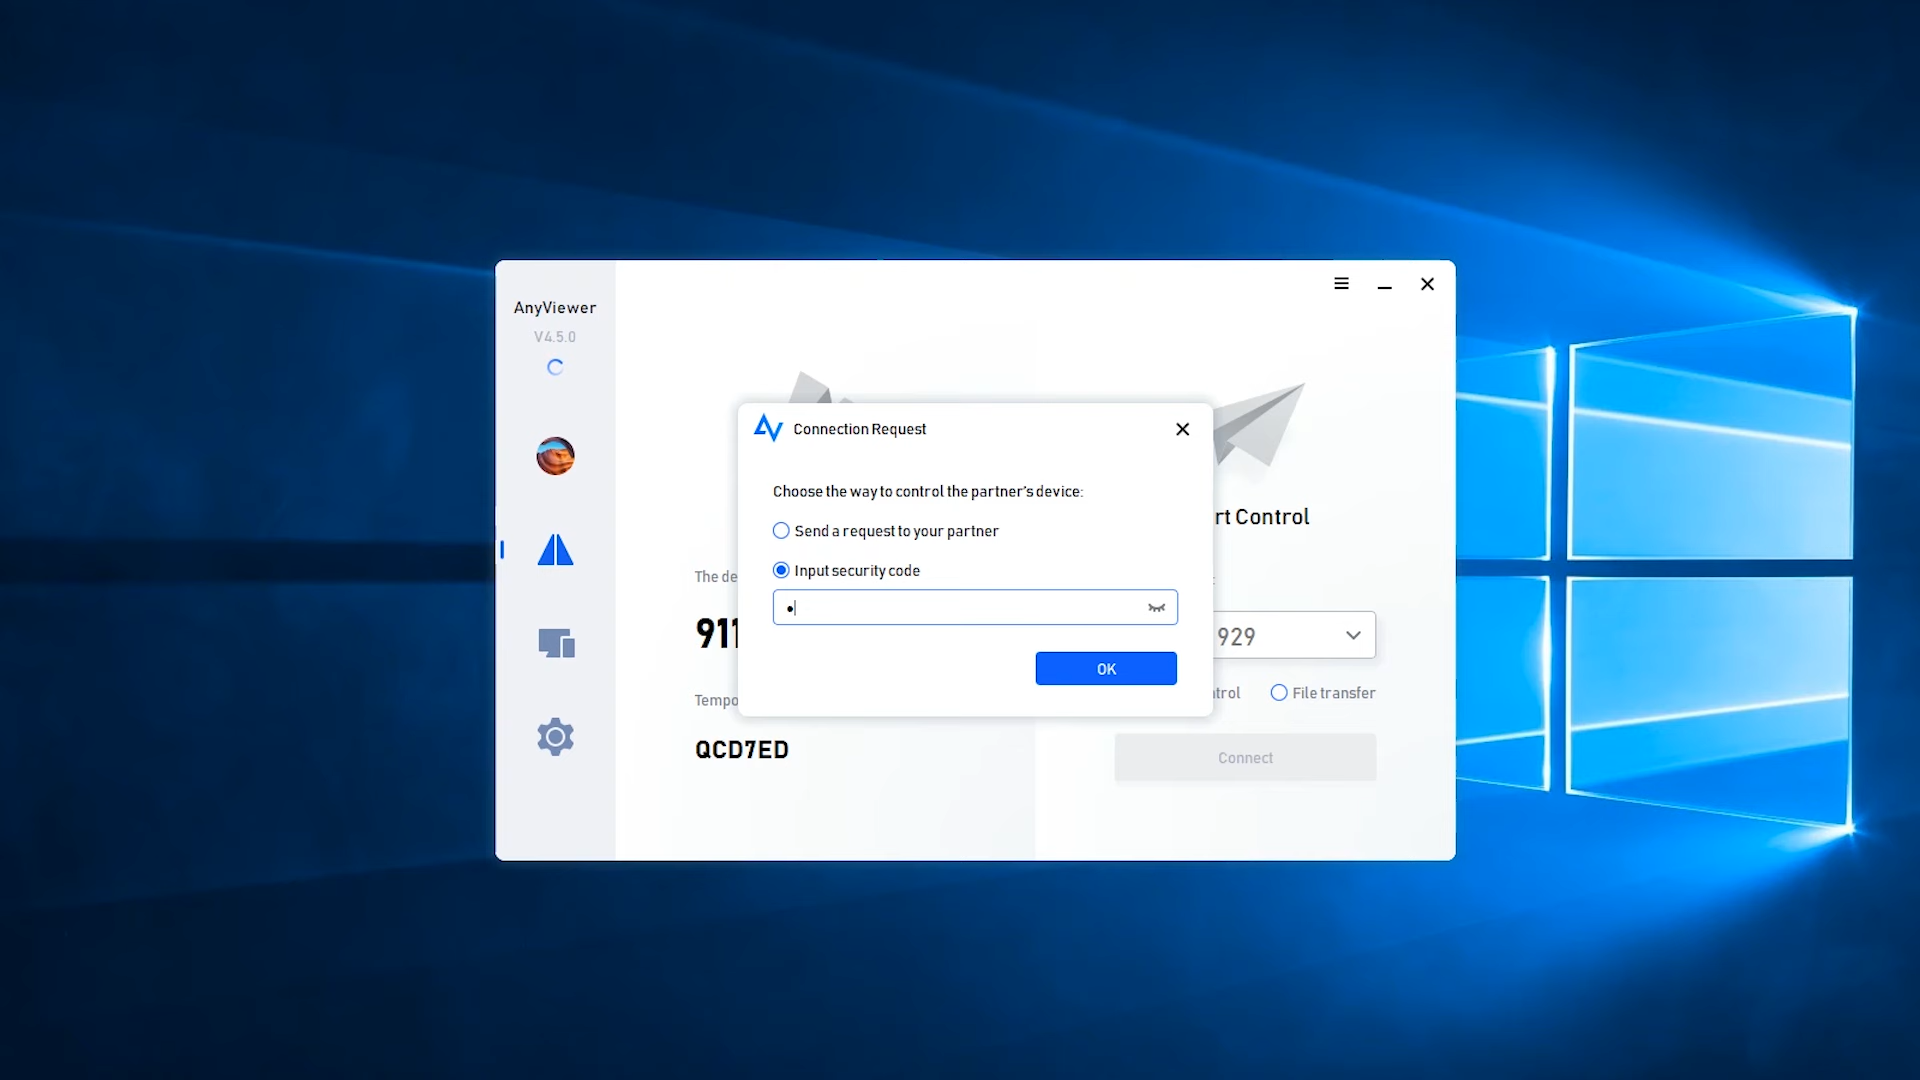 AnyViewer
V4.5.0
Connection Request
Choose the way to control the partner's device:
Send a request to your partner
Input security code
OK
The de
911
Tempo
QCD7ED
rt Control
929
ntrol
File transfer
Connect